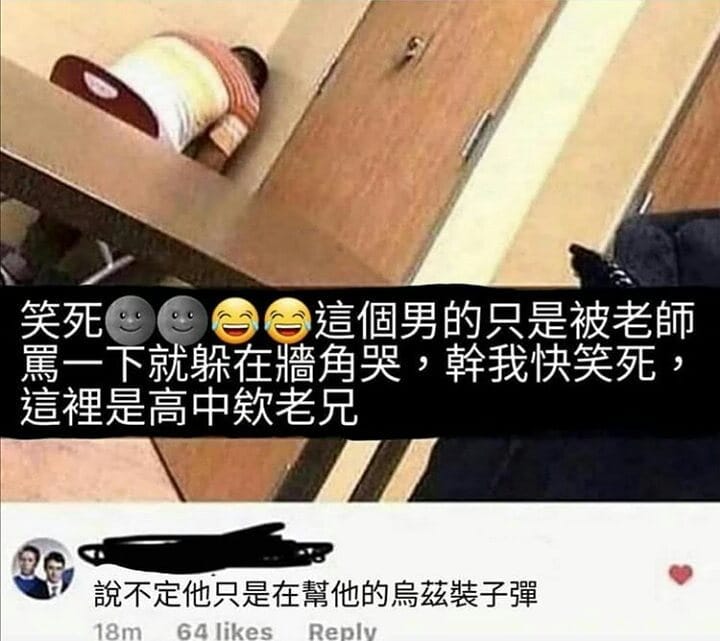 笑死🌚🌚😂😂這個男的只是被老師
罵一下就躲在牆角哭，幹我快笑死，
這裡是高中欸老兄
說不定他只是在幫他的烏茲裝子彈
18m 64 likes Reply